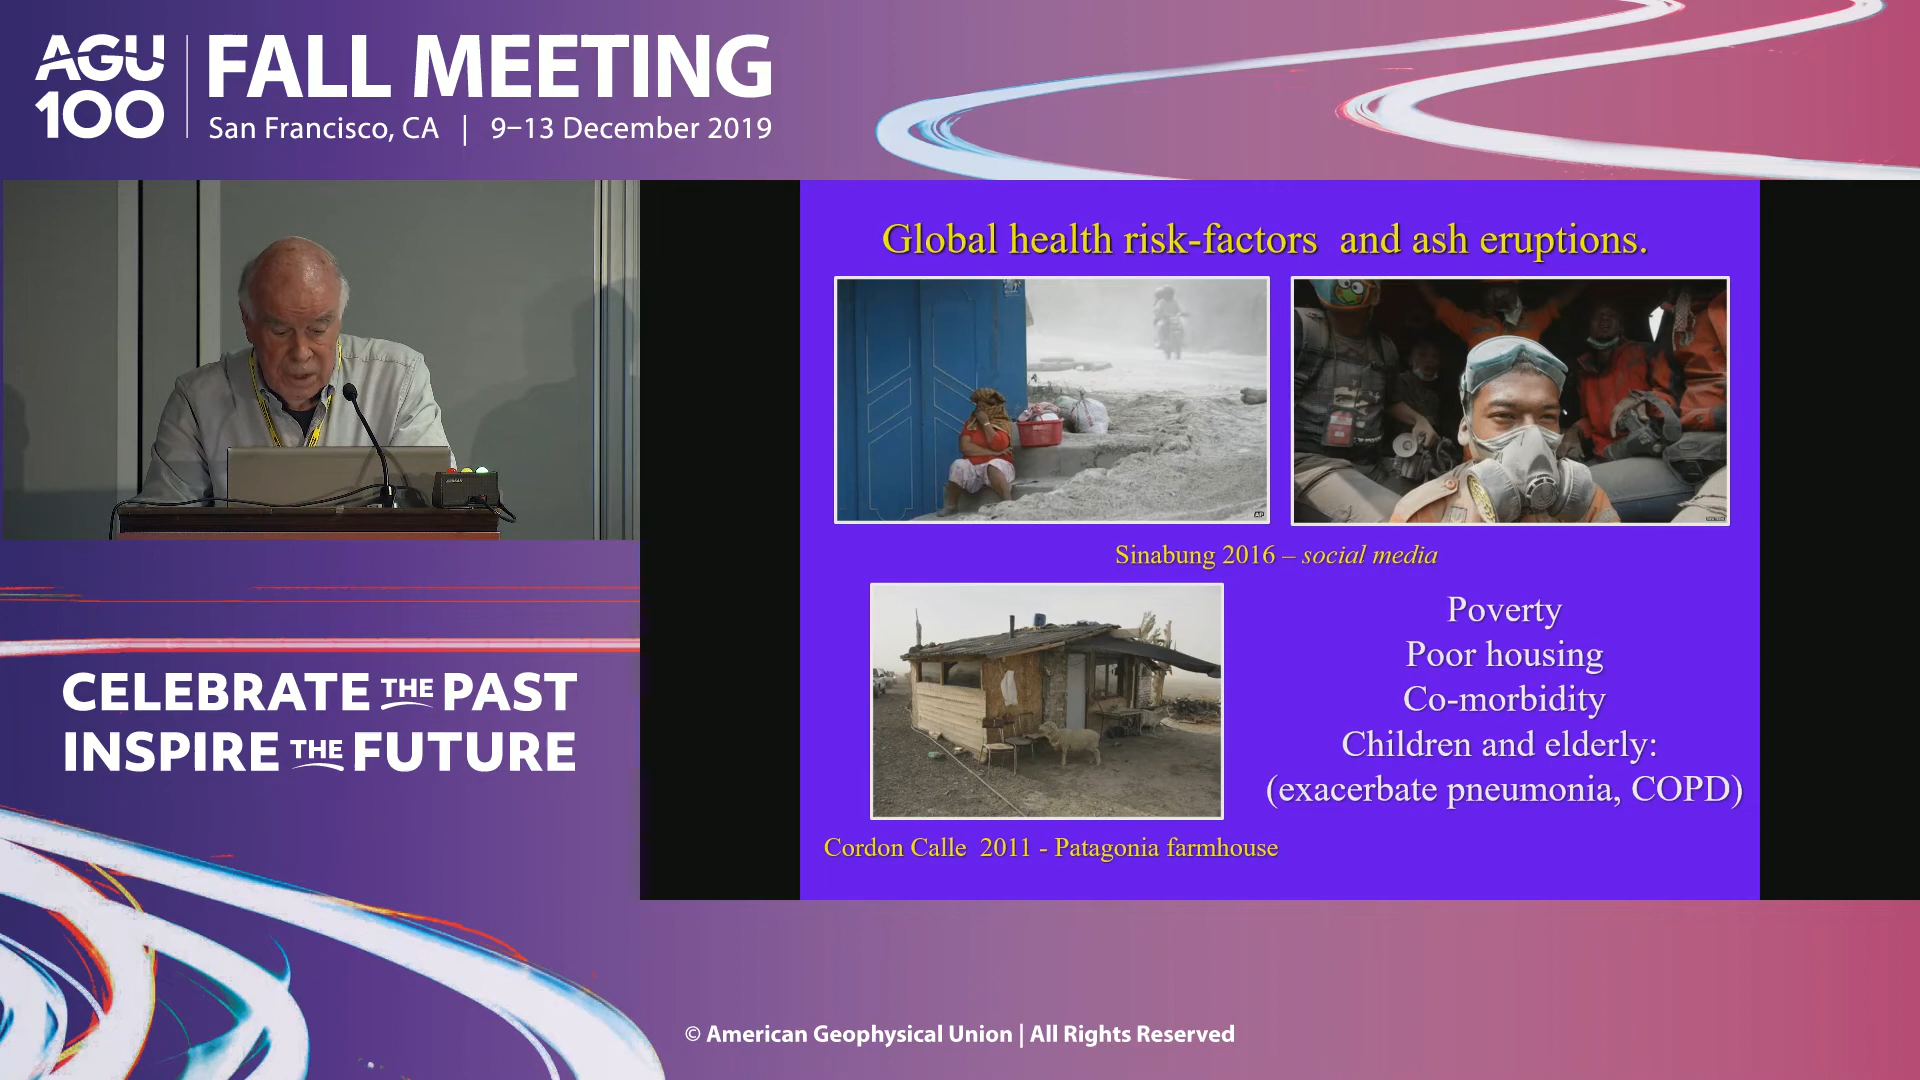 AGU
100
FALL MEETING
San Francisco, CA | 9–13 December 2019
Global health risk-factors and ash eruptions.
AP
Sinabung 2016 – social media
Poverty
Poor housing
Co-morbidity
Children and elderly:
(exacerbate pneumonia, COPD)
Cordon Calle 2011 - Patagonia farmhouse
CELEBRATE THE PAST
INSPIRE THE FUTURE
© American Geophysical Union | All Rights Reserved